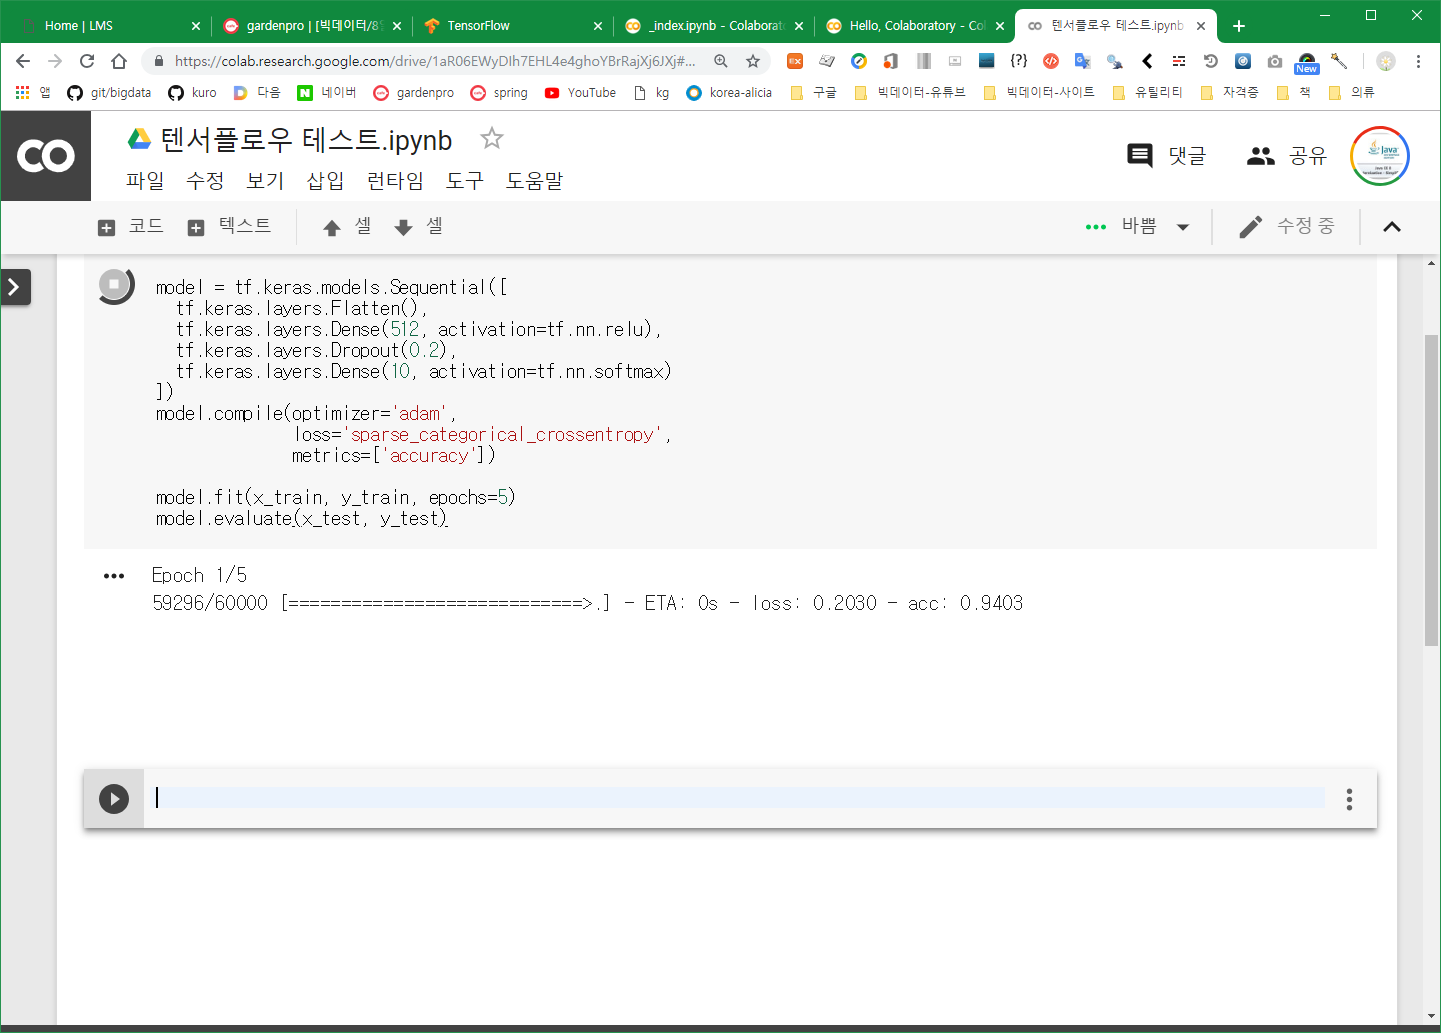 Home | LMS
gardenpro | [빅데이터/8
TensorFlow
_index.ipynb - Colaborat
Hello, Colaboratory - Co
텐서플로우 테스트.ipynb
https://colab.research.google.com/drive/1aR06EWyDIh7EHL4e4ghoYBrRajXj6JXj#...
EX
{?}
New
앱
git/bigdata
kuro
다음
네이버
gardenpro
spring
YouTube
kg
korea-alicia
구글
빅데이터-유튜브
빅데이터-사이트
유틸리티
자격증
책
의류
CO
텐서플로우 테스트.ipynb
댓글
공유
Java
파일 수정 보기 삽입 런타임 도구 도움말
코드
텍스트
셀
셀
바쁨
수정 중
model = tf.keras.models.Sequential([
  tf.keras.layers.Flatten(),
  tf.keras.layers.Dense(512, activation=tf.nn.relu),
  tf.keras.layers.Dropout(0.2),
  tf.keras.layers.Dense(10, activation=tf.nn.softmax)
])
model.compile(optimizer='adam',
              loss='sparse_categorical_crossentropy',
              metrics=['accuracy'])
model.fit(x_train, y_train, epochs=5)
model.evaluate(x_test, y_test)
Epoch 1/5
59296/60000 [============================>.] - ETA: 0s - loss: 0.2030 - acc: 0.9403